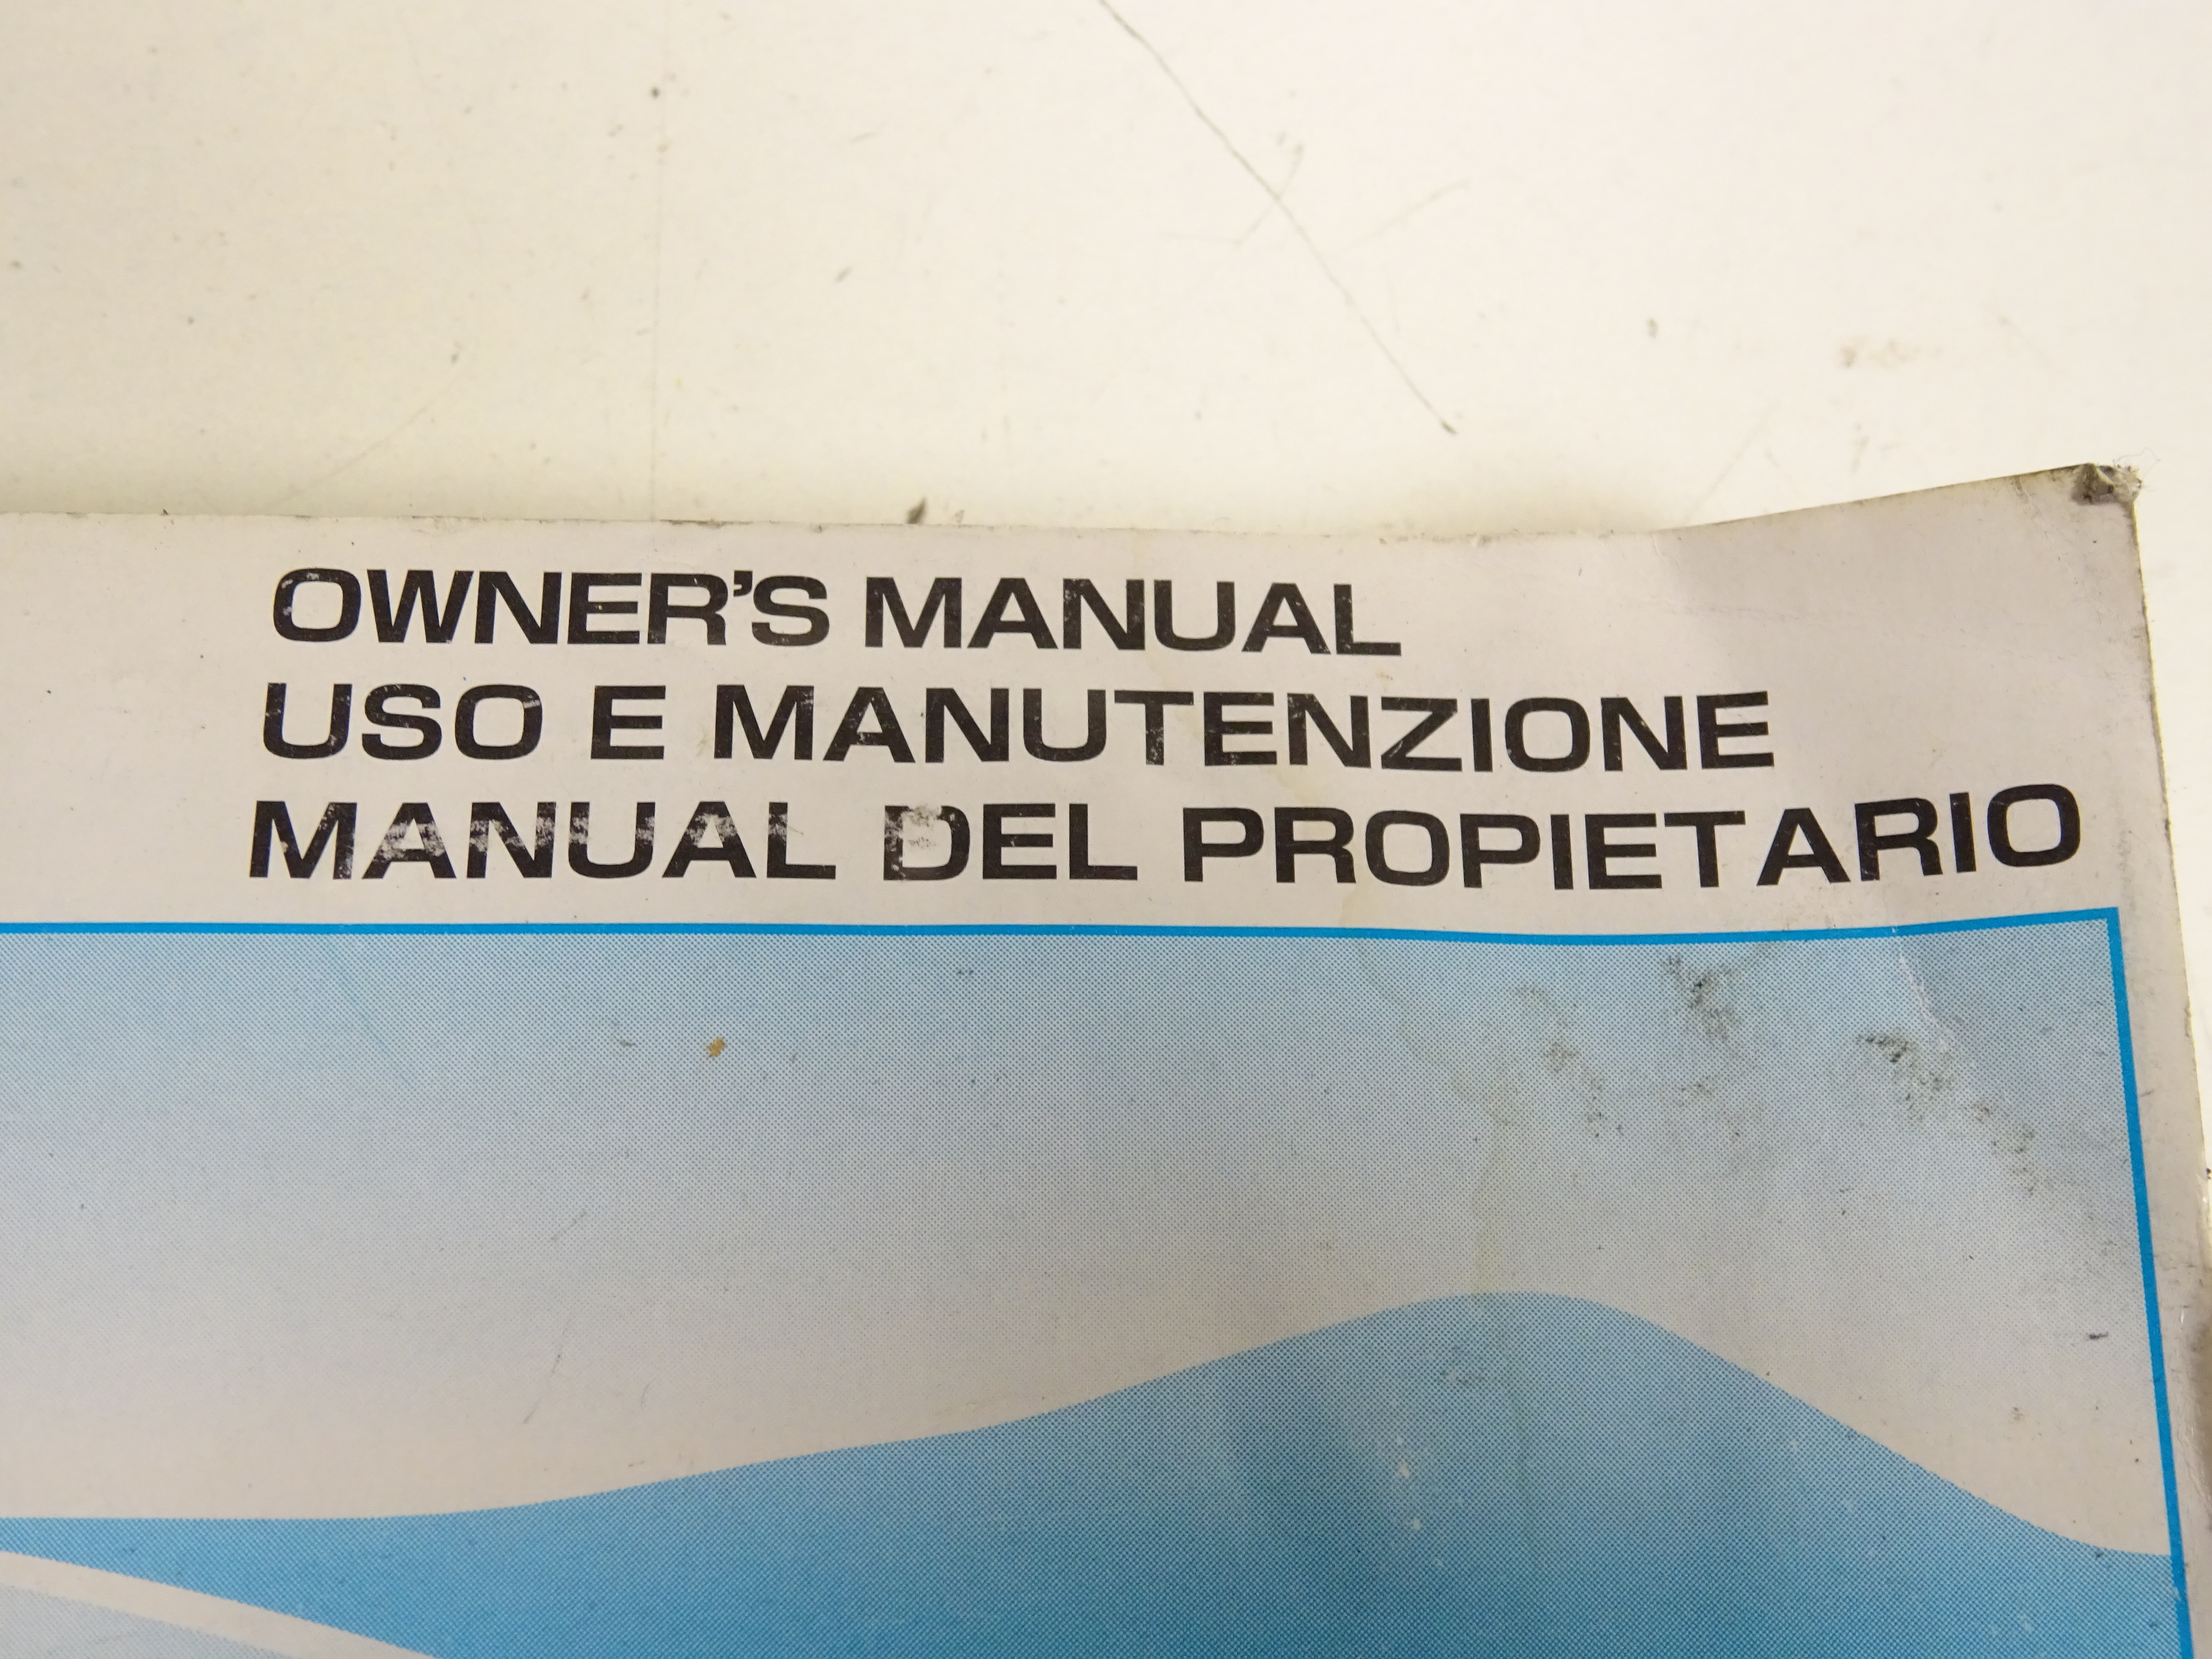 OWNER'S MANUAL
USO E MANUTENZIONE
MANUAL DEL PROPIETARIO